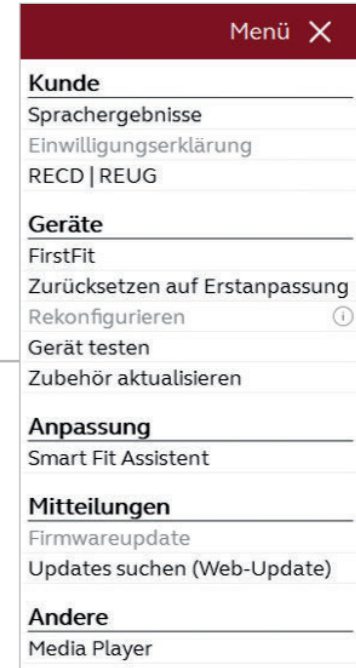 Menü
Kunde
Sprachergebnisse
Einwilligungserklärung
RECD | REUG
Geräte
FirstFit
Zurücksetzen auf Erstanpassung
Rekonfigurieren
Gerät testen
Zubehör aktualisieren
Anpassung
Smart Fit Assistent
Mitteilungen
Firmwareupdate
Updates suchen (Web-Update)
Andere
Media Player